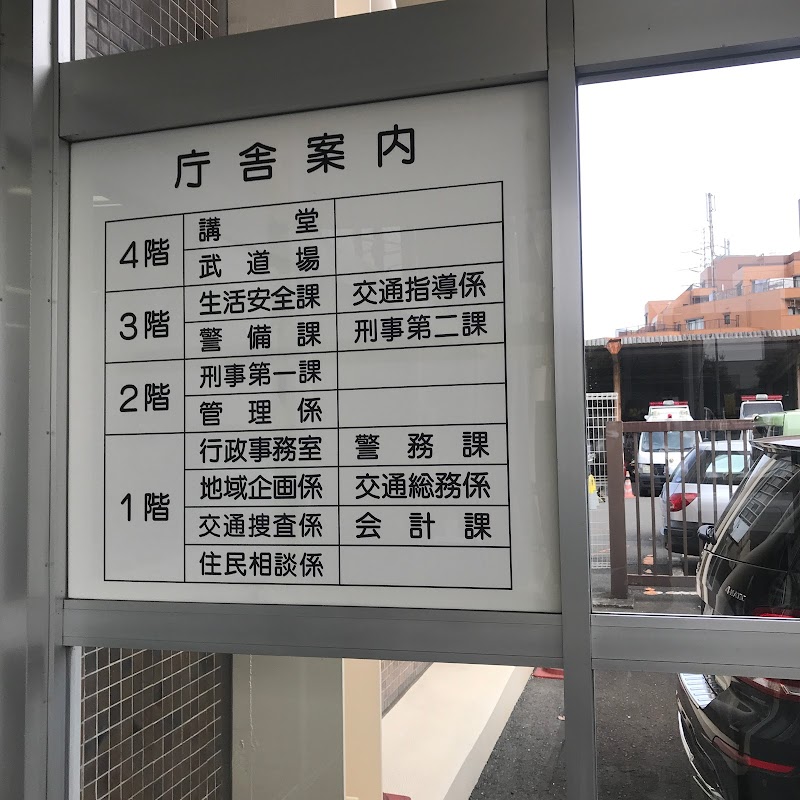 庁舎案内
4階 講堂
武道場
3階 生活安全課 交通指導係
警備課 刑事第二課
2階 刑事第一課
管理係
1階 行政事務室 警務課
地域企画係 交通総務係
交通捜査係 会計課
住民相談係
4MATIC